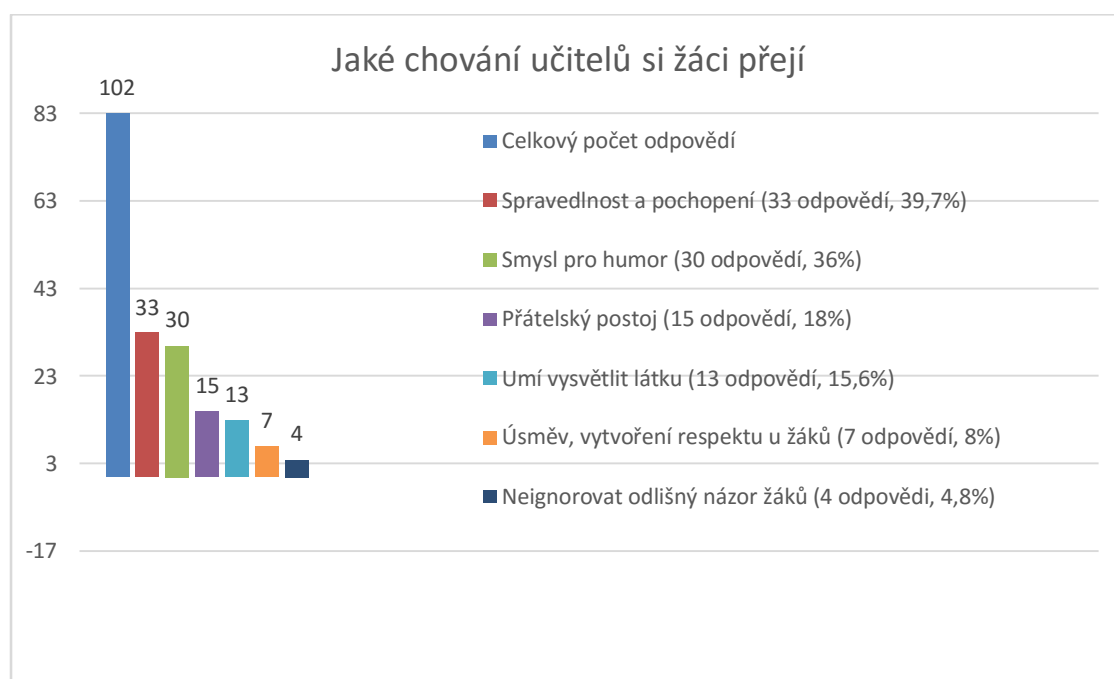 Jaké chování učitelů si žáci přejí
102
83
63
43
23
3
-17
33
30
15
13
7
4
Celkový počet odpovědí
Spravedlnost a pochopení (33 odpovědí, 39,7%)
Smysl pro humor (30 odpovědí, 36%)
Přátelský postoj (15 odpovědí, 18%)
Umí vysvětlit látku (13 odpovědí, 15,6%)
Úsměv, vytvoření respektu u žáků (7 odpovědí, 8%)
Neignorovat odlišný názor žáků (4 odpovědi, 4,8%)